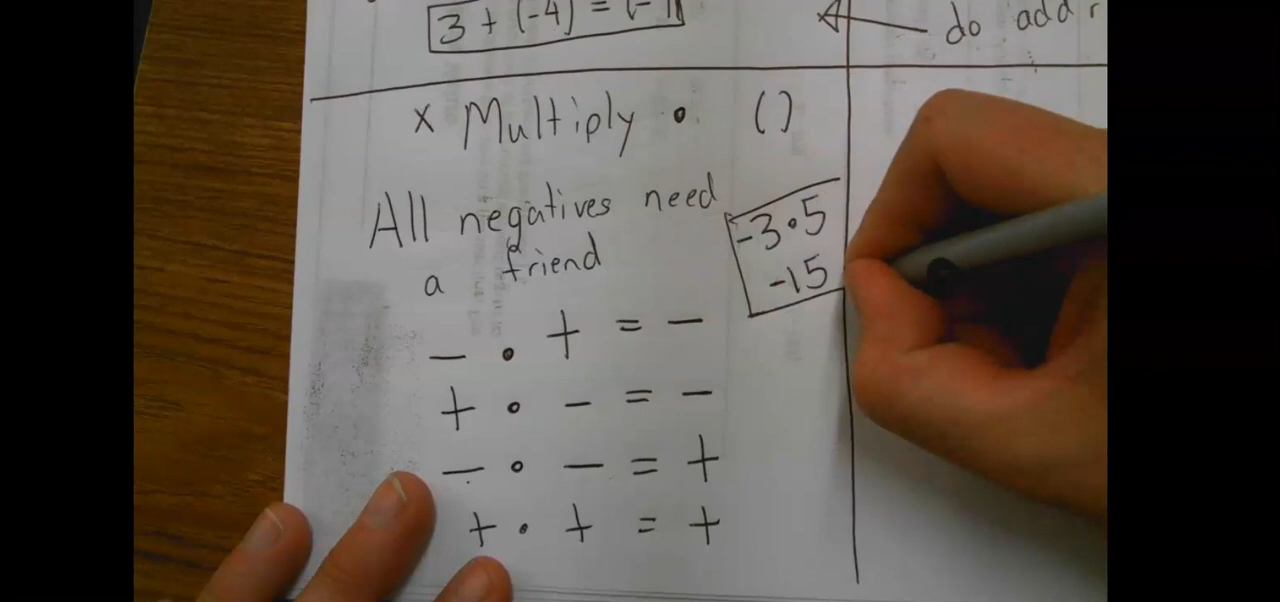 3 + (-4) = (-1
do add
× Multiply • ()
All negatives need
a friend
-3•5
-15
− • + = −
+ • − = −
− • − = +
+ • + = +